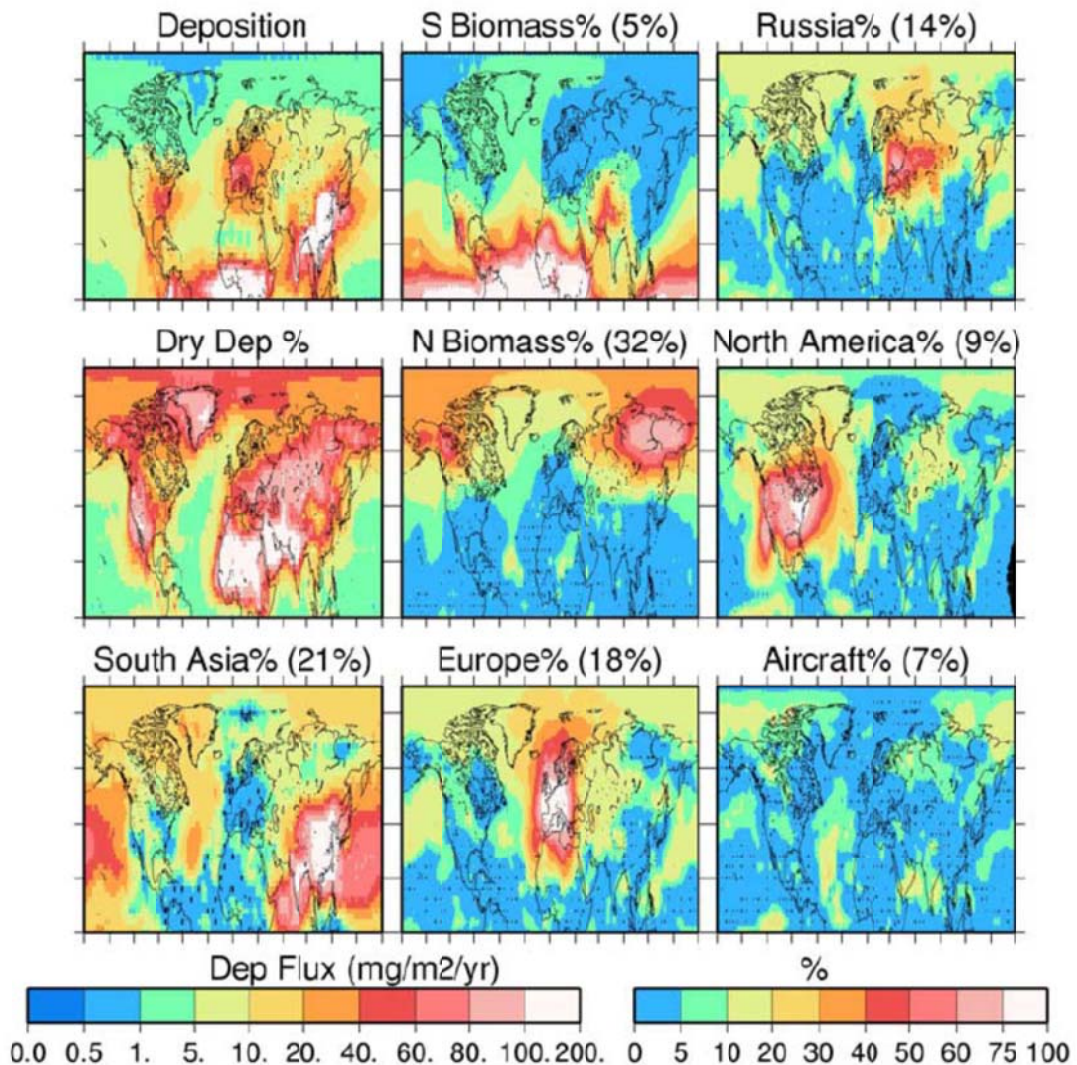 Deposition
S Biomass% (5%)
Russia% (14%)
Dry Dep %
N Biomass% (32%)
North America% (9%)
South Asia% (21%)
Europe% (18%)
Aircraft% (7%)
Dep Flux (mg/m2/yr)
%
0.0 0.5 1. 5. 10. 20. 40. 60. 80. 100.200.
0 5 10 20 30 40 50 60 75 100